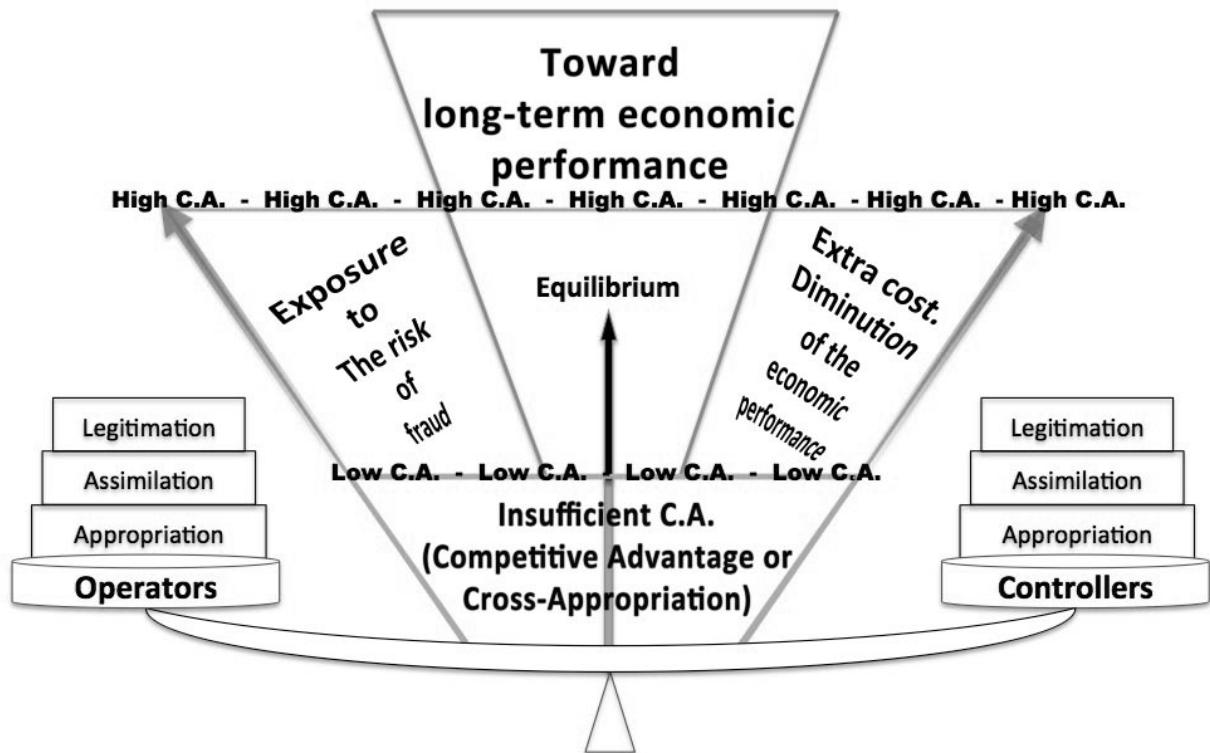 Toward
long-term economic
performance
High C.A. - High C.A. - High C.A. - High C.A. - High C.A. - High C.A. - High C.A.
Exposure
to
The risk
of
fraud
Equilibrium
Extra cost.
Diminution
of the
economic
performance
Legitimation
Assimilation
Appropriation
Operators
Legitimation
Assimilation
Appropriation
Controllers
Low C.A. - Low C.A. - Low C.A. - Low C.A.
Insufficient C.A.
(Competitive Advantage or
Cross-Appropriation)